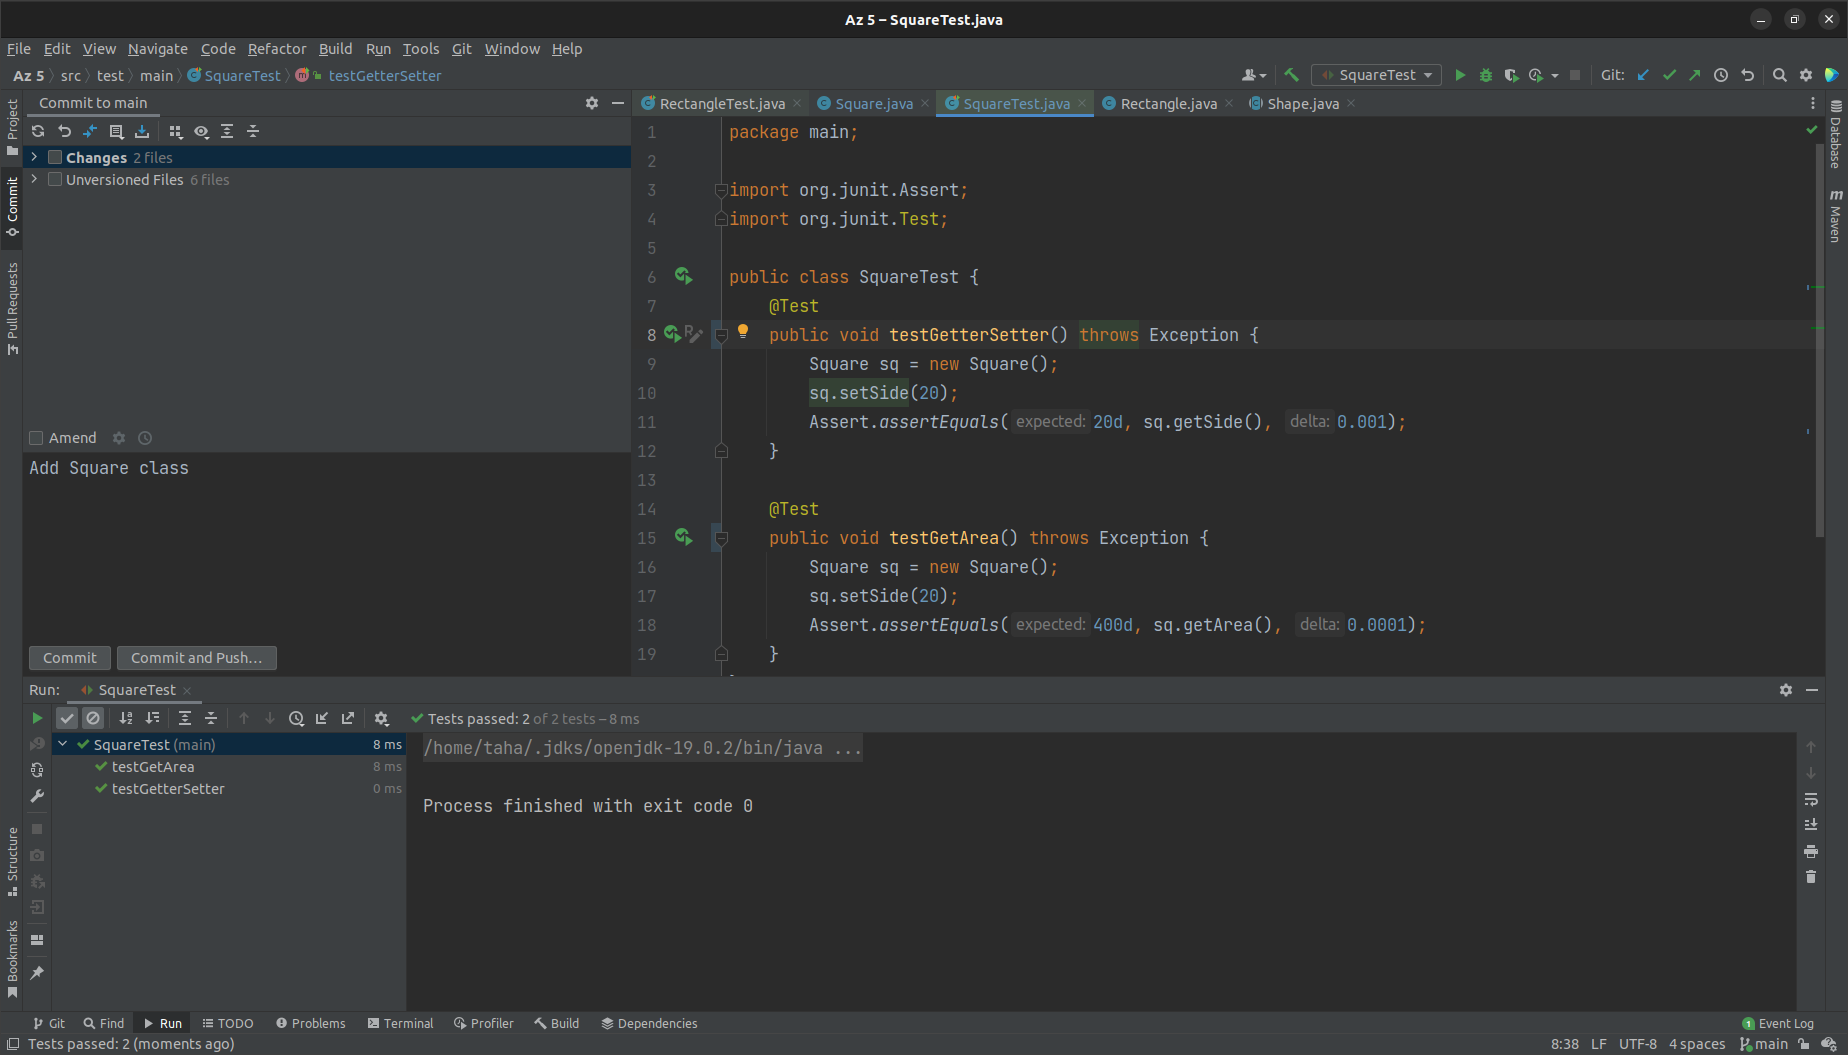 Az 5 – SquareTest.java
File Edit View Navigate Code Refactor Build Run Tools Git Window Help
Az 5 src test main SquareTest testGetterSetter
SquareTest Git:
Project
Commit
Pull Requests
Structure
Bookmarks
Commit to main
Changes 2 files
Unversioned Files 6 files
Amend
Add Square class
Commit Commit and Push...
RectangleTest.java Square.java SquareTest.java Rectangle.java Shape.java
1 package main;
2
3 import org.junit.Assert;
4 import org.junit.Test;
5
6 public class SquareTest {
7 @Test
8 public void testGetterSetter() throws Exception {
9 Square sq = new Square();
10 sq.setSide(20);
11 Assert.assertEquals( expected: 20d, sq.getSide(), delta: 0.001);
12 }
13
14 @Test
15 public void testGetArea() throws Exception {
16 Square sq = new Square();
17 sq.setSide(20);
18 Assert.assertEquals( expected: 400d, sq.getArea(), delta: 0.0001);
19 }
Database
m Maven
Run: SquareTest
Tests passed: 2 of 2 tests – 8 ms
SquareTest (main) 8 ms
testGetArea 8 ms
testGetterSetter 0 ms
/home/taha/.jdks/openjdk-19.0.2/bin/java ...
Process finished with exit code 0
Git Find Run TODO Problems Terminal Profiler Build Dependencies 1 Event Log
Tests passed: 2 (moments ago) 8:38 LF UTF-8 4 spaces main